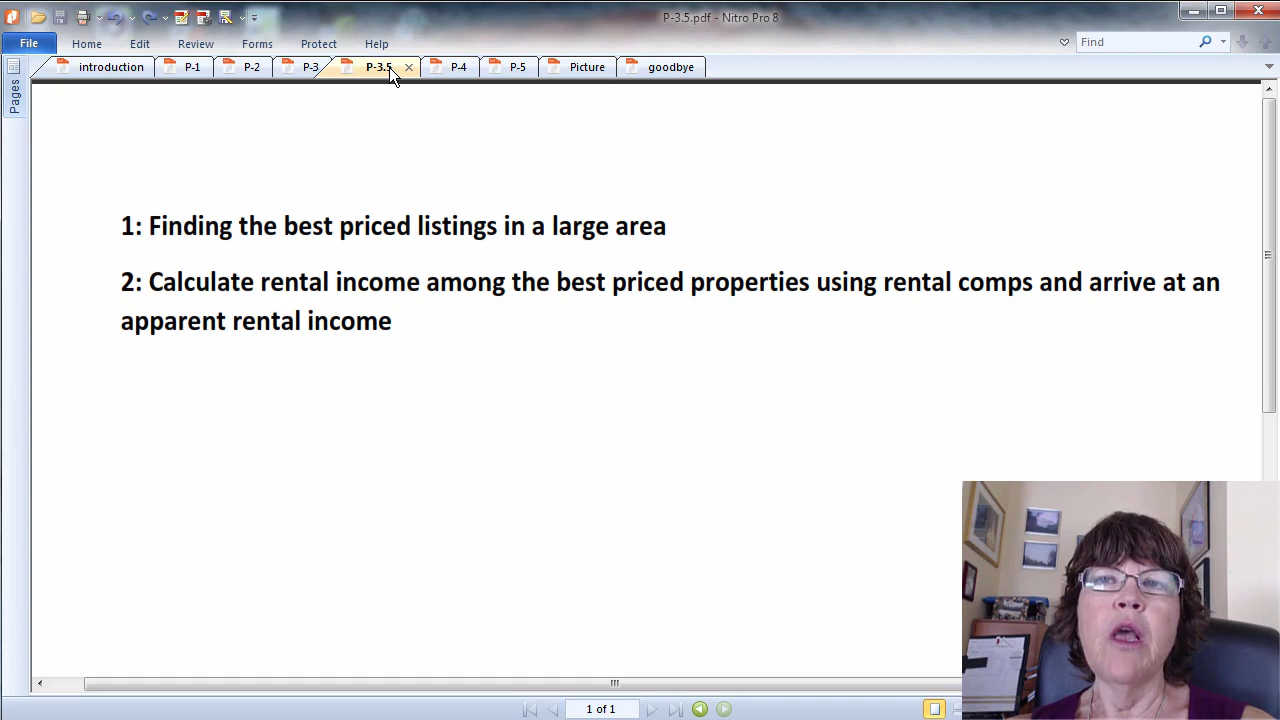 P-3.5.pdf - Nitro Pro 8
File Home Edit Review Forms Protect Help Find
introduction P-1 P-2 P-3 P-3.5 P-4 P-5 Picture goodbye
Pages
1: Finding the best priced listings in a large area
2: Calculate rental income among the best priced properties using rental comps and arrive at an
apparent rental income
1 of 1